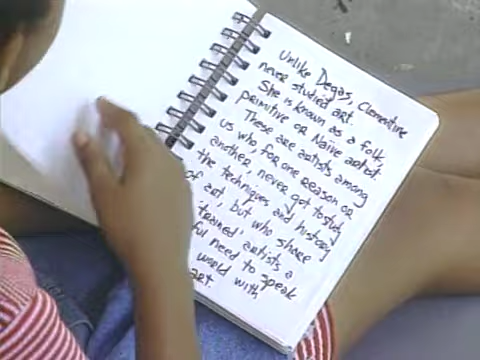 Unlike Degas, Clementine
never studied art.
She is known as a folk,
primitive or Naive artist.
These are artists among
us who for one reason or
another, never got to study
the techniques and history
of art, but who share
'trained' artists a
ful need to speak
world with
art.